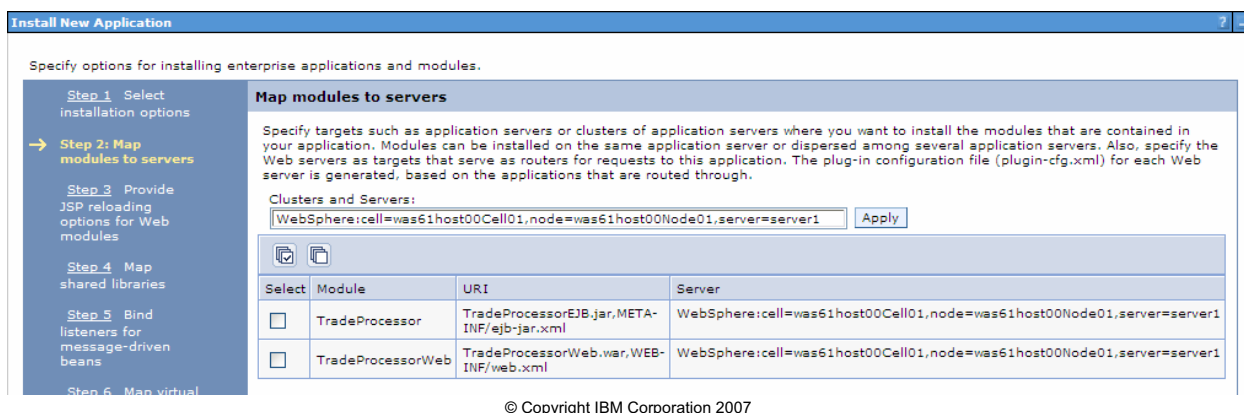 Install New Application
?
Specify options for installing enterprise applications and modules.
Step 1 Select
installation options
Step 2: Map
modules to servers
Step 3 Provide
JSP reloading
options for Web
modules
Step 4 Map
shared libraries
Step 5 Bind
listeners for
message-driven
beans
Step 6 Map virtual
Map modules to servers
Specify targets such as application servers or clusters of application servers where you want to install the modules that are contained in
your application. Modules can be installed on the same application server or dispersed among several application servers. Also, specify the
Web servers as targets that serve as routers for requests to this application. The plug-in configuration file (plugin-cfg.xml) for each Web
server is generated, based on the applications that are routed through.
Clusters and Servers:
WebSphere:cell=was61host00Cell01,node=was61host00Node01,server=server1 Apply
Select Module URI Server
TradeProcessor TradeProcessorEJB.jar,META- WebSphere:cell=was61host00Cell01,node=was61host00Node01,server=server1
INF/ejb-jar.xml
TradeProcessorWeb TradeProcessorWeb.war,WEB- WebSphere:cell=was61host00Cell01,node=was61host00Node01,server=server1
INF/web.xml
© Copyright IBM Corporation 2007